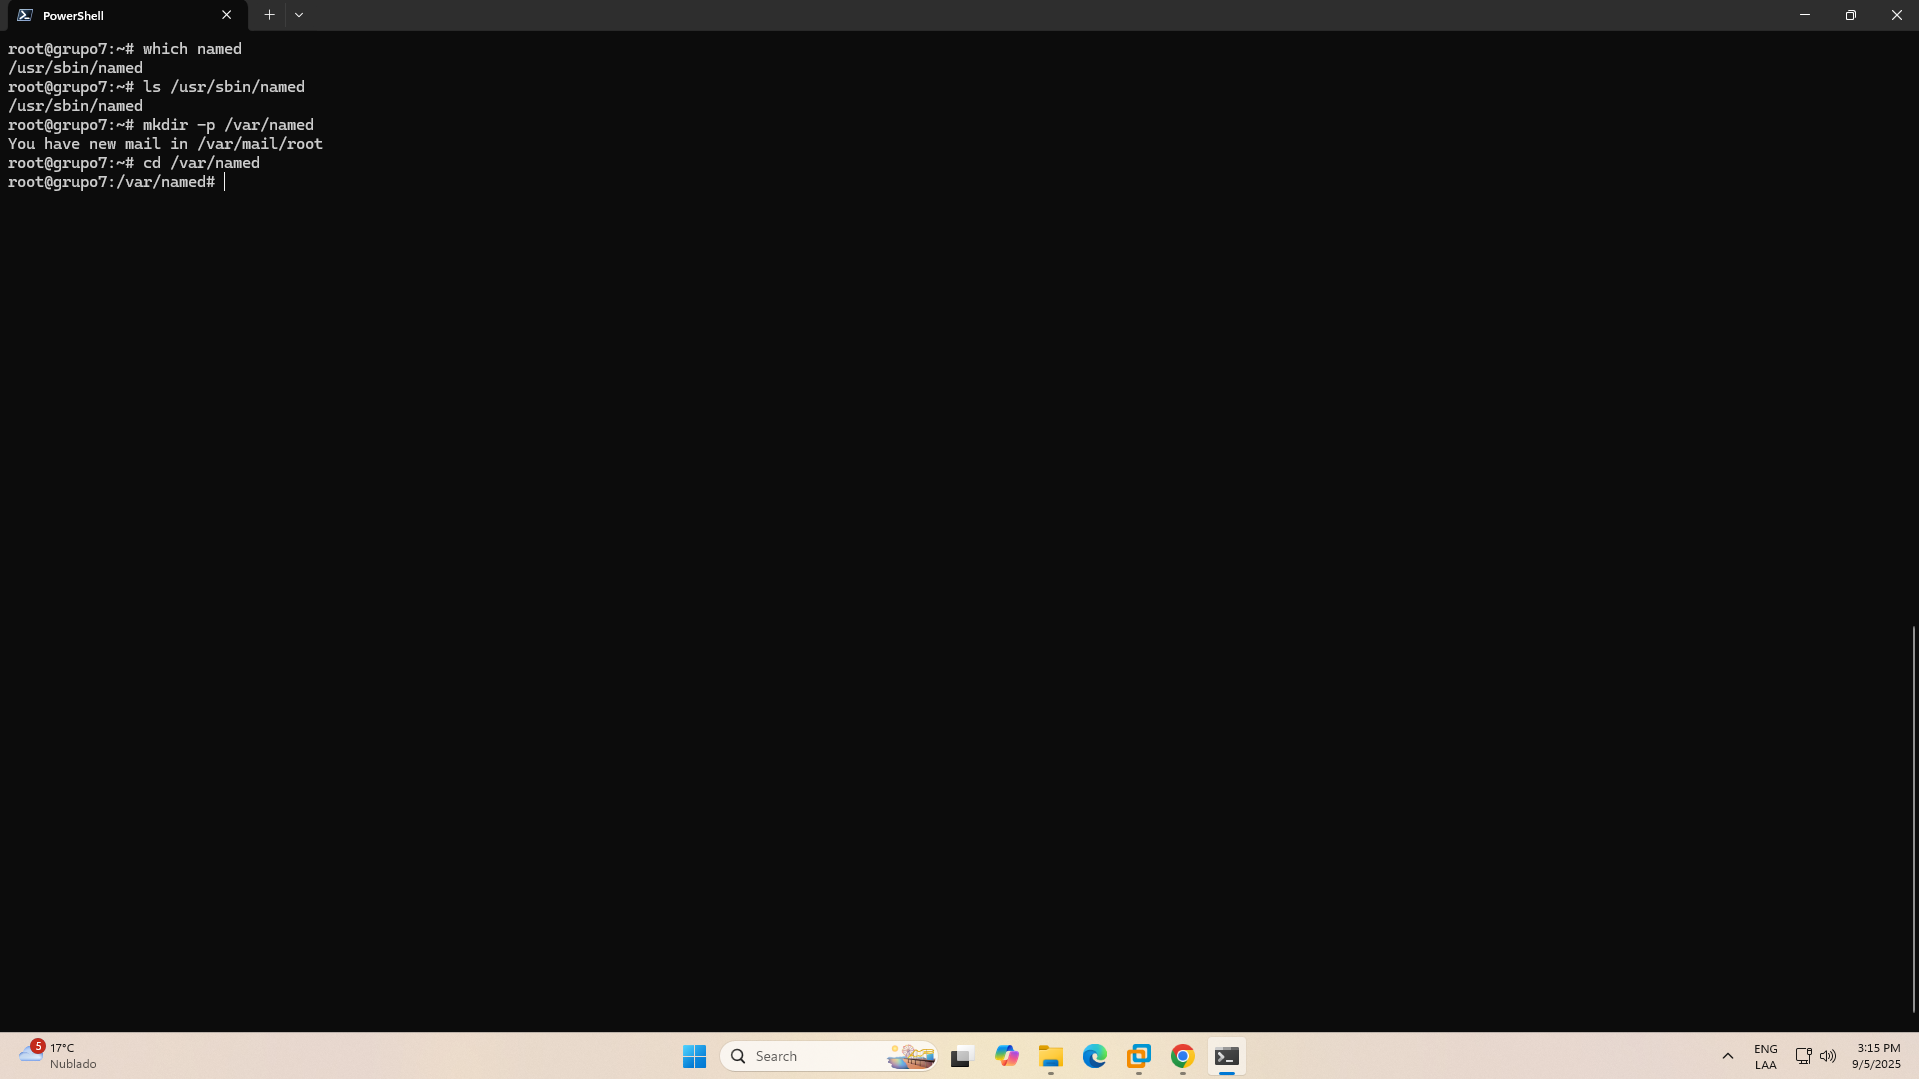 PowerShell
root@grupo7:~# which named
/usr/sbin/named
root@grupo7:~# ls /usr/sbin/named
/usr/sbin/named
root@grupo7:~# mkdir -p /var/named
You have new mail in /var/mail/root
root@grupo7:~# cd /var/named
root@grupo7:/var/named#
5
17°C
Nublado
Search
ENG
LAA
3:15 PM
9/5/2025